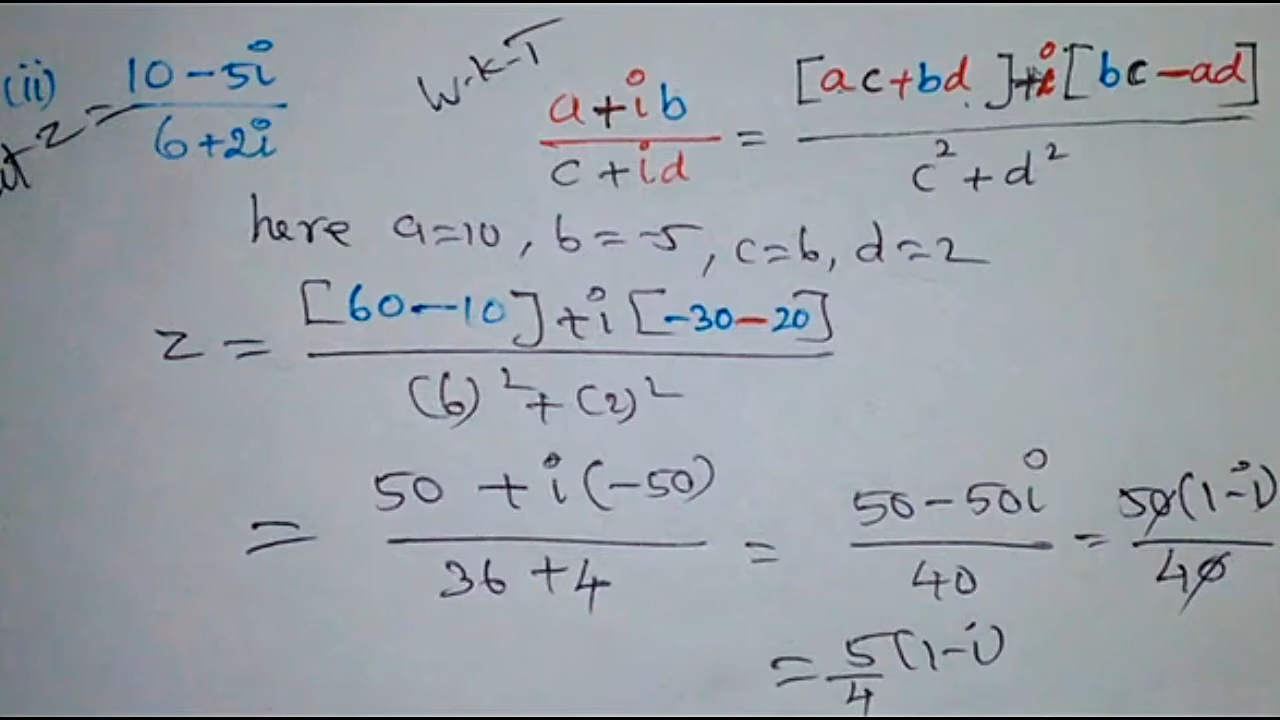 (ii) z = (10-5i)/(6+2i) W.K.T (a+ib)/(c+id) = ([ac+bd]+i[bc-ad])/(c²+d²)
here a=10, b=-5, c=6, d=2
z = ([60-10]+i[-30-20])/((6)²+(2)²)
= (50+i(-50))/(36+4) = (50-50i)/40 = (50(1-i))/40
= 5/4(1-i)